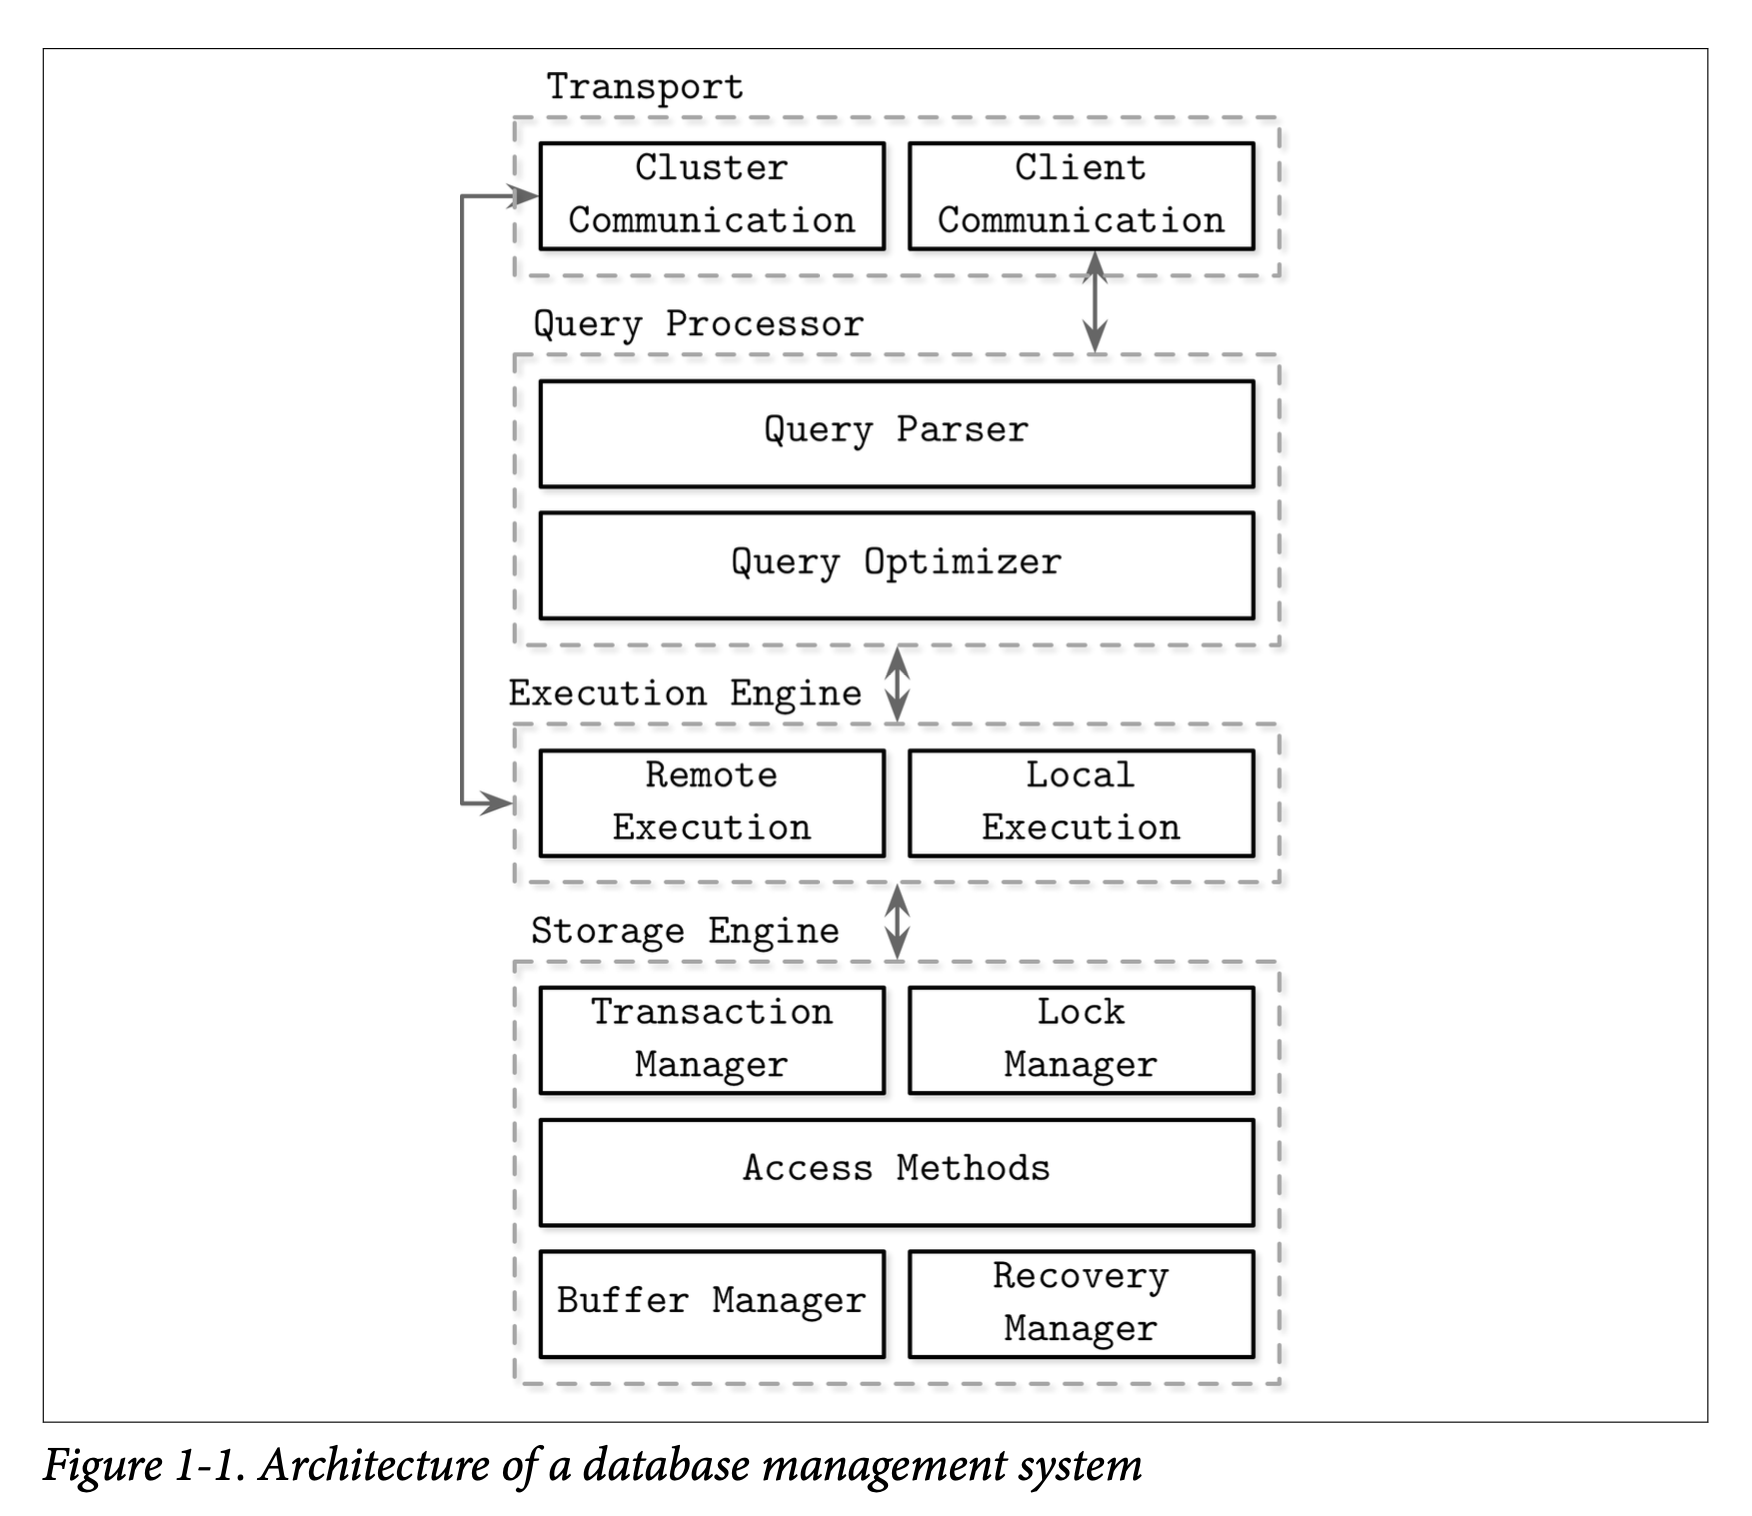 Transport
Cluster
Communication
Client
Communication
Query Processor
Query Parser
Query Optimizer
Execution Engine
Remote
Execution
Local
Execution
Storage Engine
Transaction
Manager
Lock
Manager
Access Methods
Buffer Manager
Recovery
Manager
Figure 1-1. Architecture of a database management system